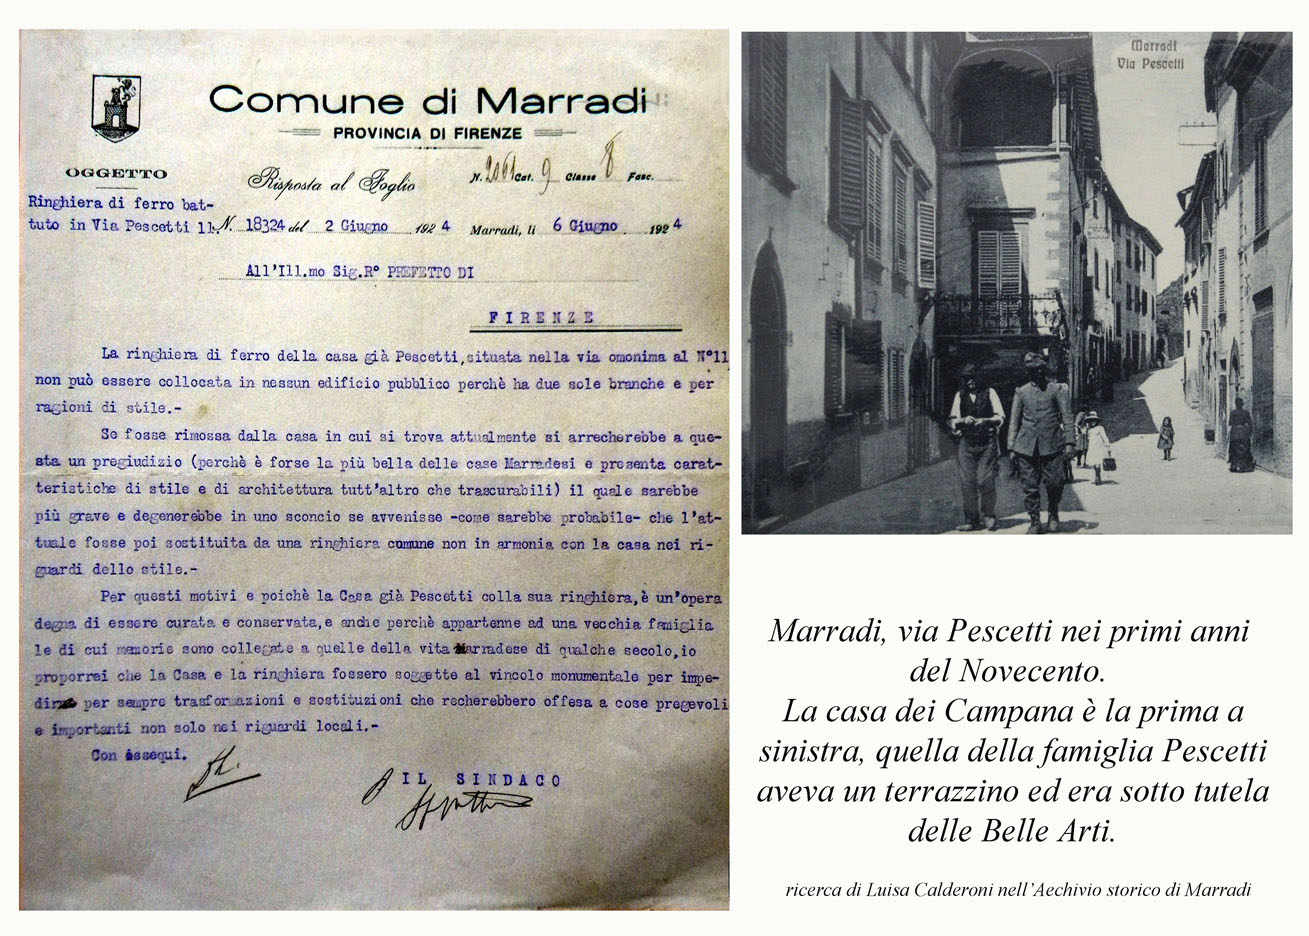 Comune di Marradi
PROVINCIA DI FIRENZE
OGGETTO
Ringhiera di ferro bat-
tuto in Via Pescetti 11.
Risposta al Foglio
N. 18324 del 2 Giugno 1924
N. 2061 Cat. 9 Classe 8 Fasc.
Marradi, li 6 Giugno 1924
All'Ill.mo Sig.R° PREFETTO DI
FIRENZE
La ringhiera di ferro della casa già Pescetti,situata nella via omonima al N°11
non può essere collocata in nessun edificio pubblico perchè ha due sole branche e per
ragioni di stile.-
Se fosse rimossa dalla casa in cui si trova attualmente si arrecherebbe a que-
sta un pregiudizio (perchè è forse la più bella delle case Marradesi e presenta carat-
teristiche di stile e di architettura tutt'altro che trascurabili) il quale sarebbe
più grave e degenerebbe in uno sconcio se avvenisse -come sarebbe probabile- che l'at-
tuale fosse poi sostituita da una ringhiera comune non in armonia con la casa nei ri-
guardi dello stile.-
Per questi motivi e poichè la Casa già Pescetti colla sua ringhiera,è un'opera
degna di essere curata e conservata,e anche perchè appartenne ad una vecchia famiglia
le di cui memorie sono collegate a quelle della vita Marradese di qualche secolo,io
proporrei che la Casa e la ringhiera fossero soggette al vincolo monumentale per impe-
dire per sempre trasformazioni e sostituzioni che recherebbero offesa a cose pregevoli
e importanti non solo nei riguardi locali.-
Con ossequi.
IL SINDACO
Marradi
Via Pescetti
Marradi, via Pescetti nei primi anni
del Novecento.
La casa dei Campana è la prima a
sinistra, quella della famiglia Pescetti
aveva un terrazzino ed era sotto tutela
delle Belle Arti.
ricerca di Luisa Calderoni nell'Aechivio storico di Marradi